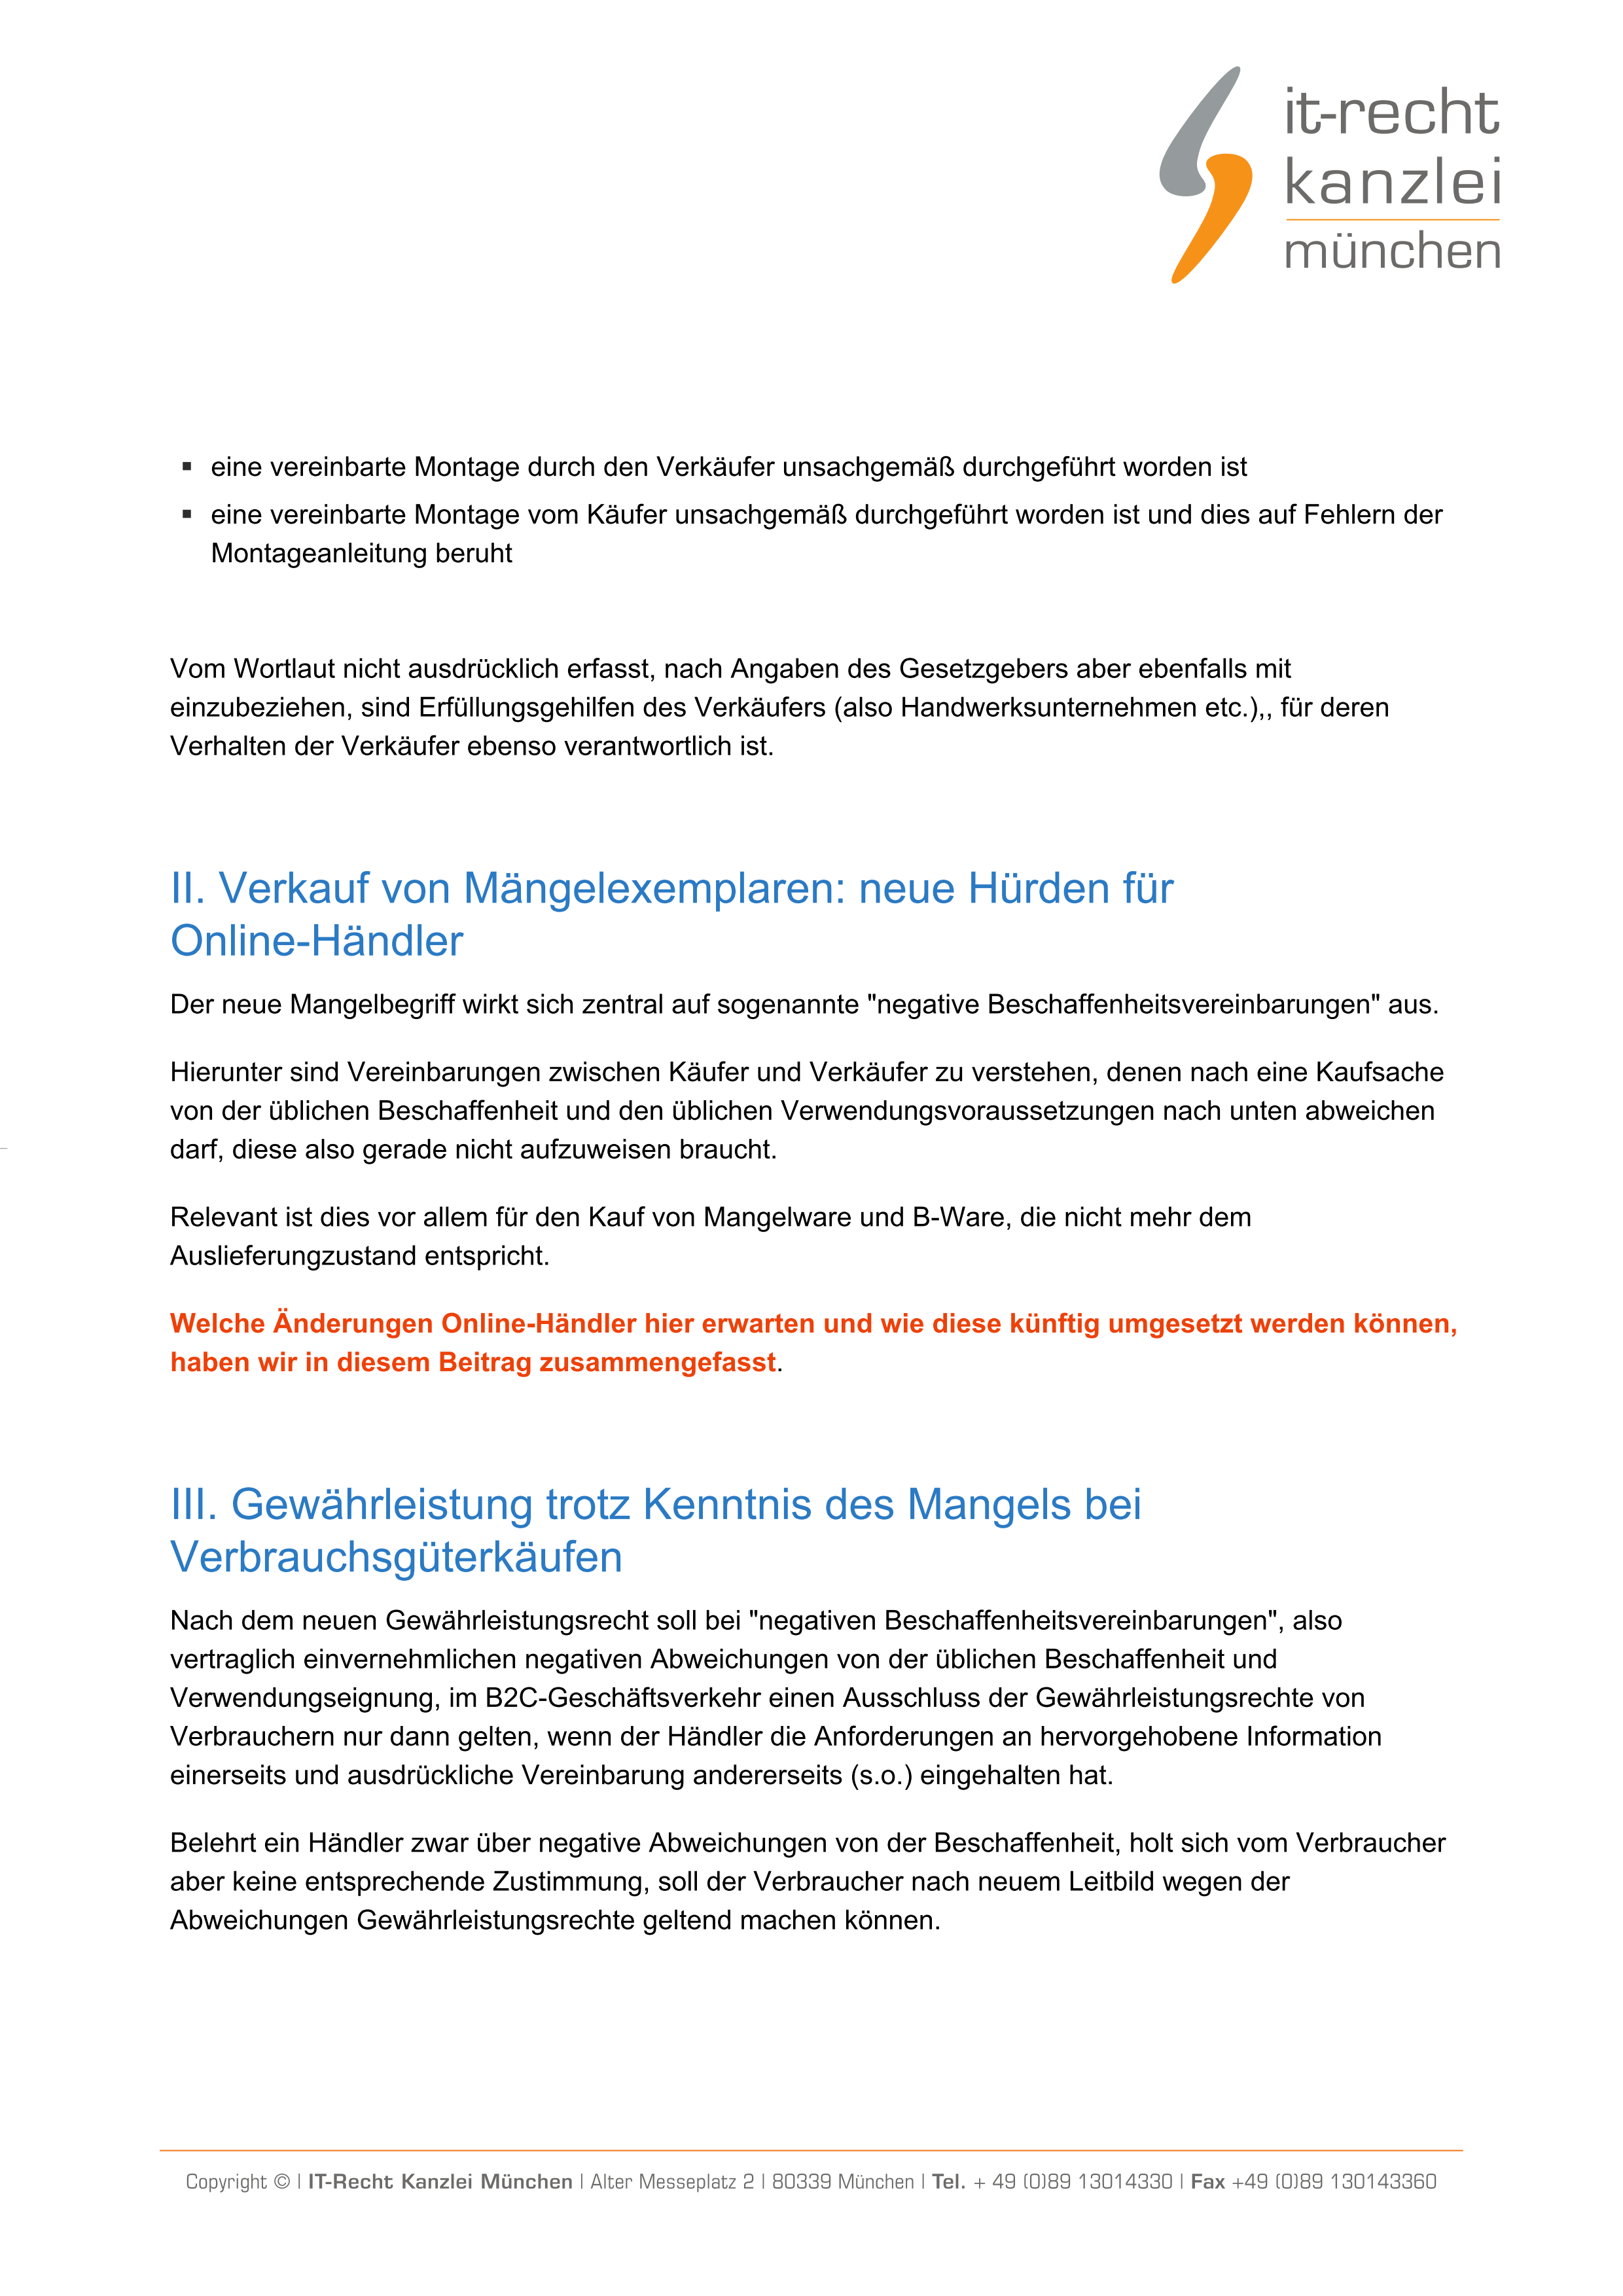 it-recht
kanzlei
münchen
▪ eine vereinbarte Montage durch den Verkäufer unsachgemäß durchgeführt worden ist
▪ eine vereinbarte Montage vom Käufer unsachgemäß durchgeführt worden ist und dies auf Fehlern der
Montageanleitung beruht
Vom Wortlaut nicht ausdrücklich erfasst, nach Angaben des Gesetzgebers aber ebenfalls mit
einzubeziehen, sind Erfüllungsgehilfen des Verkäufers (also Handwerksunternehmen etc.),, für deren
Verhalten der Verkäufer ebenso verantwortlich ist.
II. Verkauf von Mängelexemplaren: neue Hürden für
Online-Händler
Der neue Mangelbegriff wirkt sich zentral auf sogenannte "negative Beschaffenheitsvereinbarungen" aus.
Hierunter sind Vereinbarungen zwischen Käufer und Verkäufer zu verstehen, denen nach eine Kaufsache
von der üblichen Beschaffenheit und den üblichen Verwendungsvoraussetzungen nach unten abweichen
darf, diese also gerade nicht aufzuweisen braucht.
Relevant ist dies vor allem für den Kauf von Mangelware und B-Ware, die nicht mehr dem
Auslieferungzustand entspricht.
Welche Änderungen Online-Händler hier erwarten und wie diese künftig umgesetzt werden können,
haben wir in diesem Beitrag zusammengefasst.
III. Gewährleistung trotz Kenntnis des Mangels bei
Verbrauchsgüterkäufen
Nach dem neuen Gewährleistungsrecht soll bei "negativen Beschaffenheitsvereinbarungen", also
vertraglich einvernehmlichen negativen Abweichungen von der üblichen Beschaffenheit und
Verwendungseignung, im B2C-Geschäftsverkehr einen Ausschluss der Gewährleistungsrechte von
Verbrauchern nur dann gelten, wenn der Händler die Anforderungen an hervorgehobene Information
einerseits und ausdrückliche Vereinbarung andererseits (s.o.) eingehalten hat.
Belehrt ein Händler zwar über negative Abweichungen von der Beschaffenheit, holt sich vom Verbraucher
aber keine entsprechende Zustimmung, soll der Verbraucher nach neuem Leitbild wegen der
Abweichungen Gewährleistungsrechte geltend machen können.
Copyright © | IT-Recht Kanzlei München | Alter Messeplatz 2 | 80339 München | Tel. + 49 (0)89 13014330 | Fax +49 (0)89 130143360